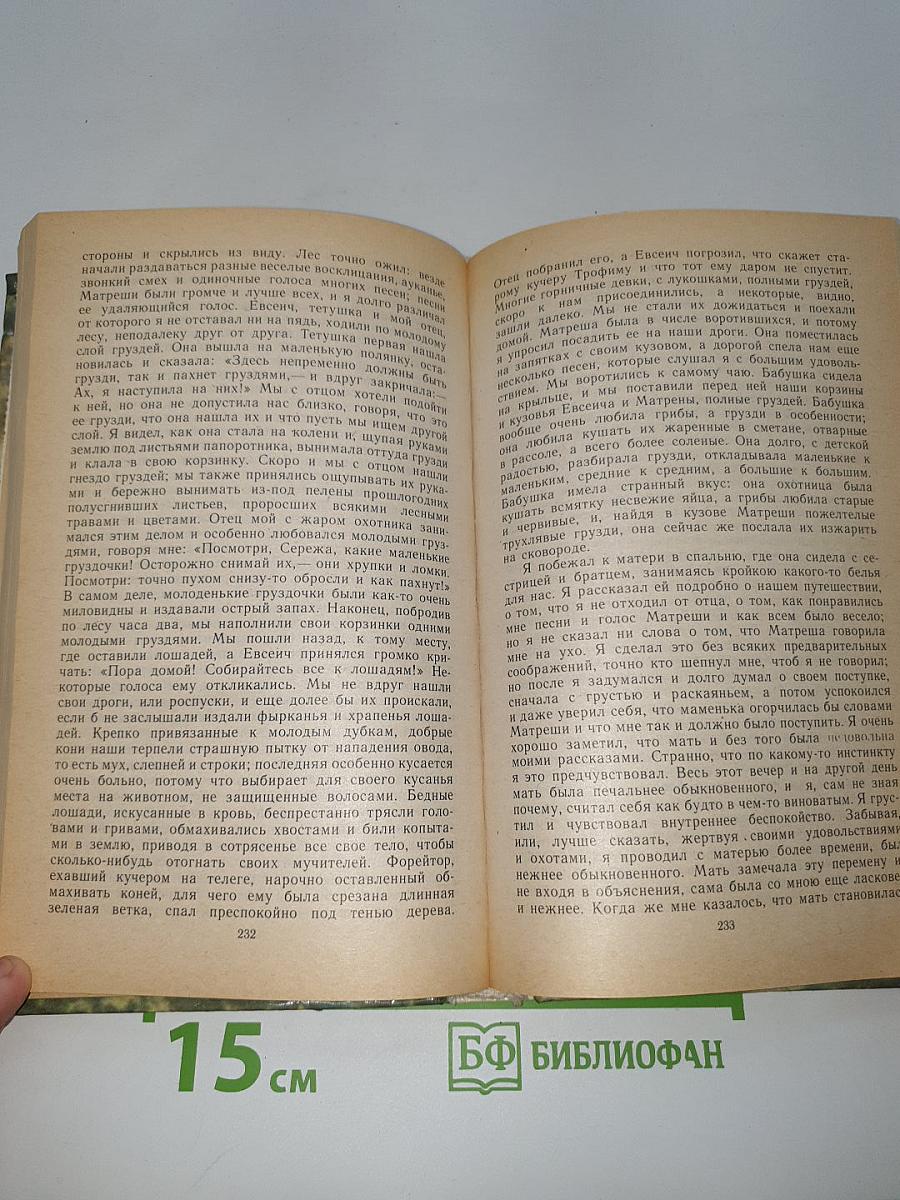 стороны и скрылись из виду. Лес точно ожил: везде
начали раздаваться разные веселые восклицания, ауканье,
звонкий смех и одиночные голоса многих песен; песни
Матреши были громче и лучше всех, и я долго различал
ее удаляющийся голос. Евсеич, тетушка и мой отец,
от которого я не отставал ни на пядь, ходили по молодому
лесу, неподалеку друг от друга. Тетушка первая нашла
слой груздей. Она вышла на маленькую полянку, оста-
новилась и сказала: «Здесь непременно должны быть
грузди, так и пахнет груздями,— и вдруг закричала:—
Ах, я наступила на них!» Мы с отцом хотели подойти
к ней, но она не допустила нас близко, говоря, что это
ее грузди, что она нашла их и что пусть мы ищем другой
слой. Я видел, как она стала на колени и, щупая руками
землю под листьями папоротника, вынимала оттуда грузди
и клала в свою корзинку. Скоро и мы с отцом нашли
гнездо груздей; мы также принялись ощупывать их рука-
ми и бережно вынимать из-под пелены прошлогодних
полусгнивших листьев, проросших всякими лесными
травами и цветами. Отец мой с жаром охотника зани-
мался этим делом и особенно любовался молодыми груз-
дями, говоря мне: «Посмотри, Сережа, какие маленькие
груздочки! Осторожно снимай их,— они хрупки и ломки.
Посмотри: точно пухом снизу-то обросли и как пахнут!»
В самом деле, молоденькие груздочки были как-то очень
миловидны и издавали острый запах. Наконец, побродив
по лесу часа два, мы наполнили свои корзинки одними
молодыми груздями. Мы пошли назад, к тому месту,
где оставили лошадей, а Евсеич принялся громко кри-
чать: «Пора домой! Собирайтесь все к лошадям!» Не-
которые голоса ему откликались. Мы не вдруг нашли
свои дроги, или роспуски, и еще долее бы их проискали,
если б не заслышали издали фырканья и храпенья лоша-
дей. Крепко привязанные к молодым дубкам, добрые
кони наши терпели страшную пытку от нападения овода,
то есть мух, слепней и строки; последняя особенно кусается
очень больно, потому что выбирает для своего кусанья
места на животном, не защищенные волосами. Бедные
лошади, искусанные в кровь, беспрестанно трясли голо-
вами и гривами, обмахивались хвостами и били копыта-
ми в землю, приводя в сотрясенье все свое тело, чтобы
сколько-нибудь отогнать своих мучителей. Форейтор,
ехавший кучером на телеге, нарочно оставленный об-
махивать коней, для чего ему была срезана длинная
зеленая ветка, спал преспокойно под тенью дерева.
232
Отец побранил его, а Евсеич погрозил, что скажет ста-
рому кучеру Трофиму и что тот ему даром не спустит.
Многие горничные девки, с лукошками, полными груздей,
скоро к нам присоединились, а некоторые, видно,
зашли далеко. Мы не стали их дожидаться и поехали
домой. Матреша была в числе воротившихся, и потому
я упросил посадить ее на наши дроги. Она поместилась
на запятках с своим кузовом, а дорогой спела нам еще
несколько песен, которые слушал я с большим удоволь-
ствием. Мы воротились к самому чаю. Бабушка сидела
на крыльце, и мы поставили перед ней наши корзины
и кузовья Евсеича и Матрены, полные груздей. Бабушка
вообще очень любила грибы, а грузди в особенности;
она любила кушать их жаренные в сметане, отварные
в рассоле, а всего более соленые. Она долго, с детской
радостью, разбирала грузди, откладывала маленькие к
маленьким, средние к средним, а большие к большим.
Бабушка имела странный вкус: она охотница была
кушать всмятку несвежие яйца, а грибы любила старые
и червивые, и, найдя в кузове Матреши пожелтелые
трухлявые грузди, она сейчас же послала их изжарить
на сковороде.
Я побежал к матери в спальню, где она сидела с се-
стрицей и братцем, занимаясь кройкою какого-то белья
для нас. Я рассказал ей подробно о нашем путешествии,
о том, что я не отходил от отца, о том, как понравились
мне песни и голос Матреши и как всем было весело;
но я не сказал ни слова о том, что Матреша говорила
мне на ухо. Я сделал это без всяких предварительных
соображений, точно кто шепнул мне, чтоб я не говорил;
но после я задумался и долго думал о своем поступке,
сначала с грустью и раскаяньем, а потом успокоился
и даже уверил себя, что маменька огорчилась бы словами
Матреши и что мне так и должно было поступить. Я очень
хорошо заметил, что мать и без того была недовольна
моими рассказами. Странно, что по какому-то инстинкту
я это предчувствовал. Весь этот вечер и на другой день
мать была печальнее обыкновенного, и я, сам не зная
почему, считал себя как будто в чем-то виноватым. Я грус-
тил и чувствовал внутреннее беспокойство. Забывая,
или, лучше сказать, жертвуя своими удовольствиями
и охотами, я проводил с матерью более времени, был
нежнее обыкновенного. Мать замечала эту перемену и,
не входя в объяснения, сама была со мною еще ласкове
и нежнее. Когда же мне казалось, что мать становилас
233
15 см
БФ БИБЛИОФАН